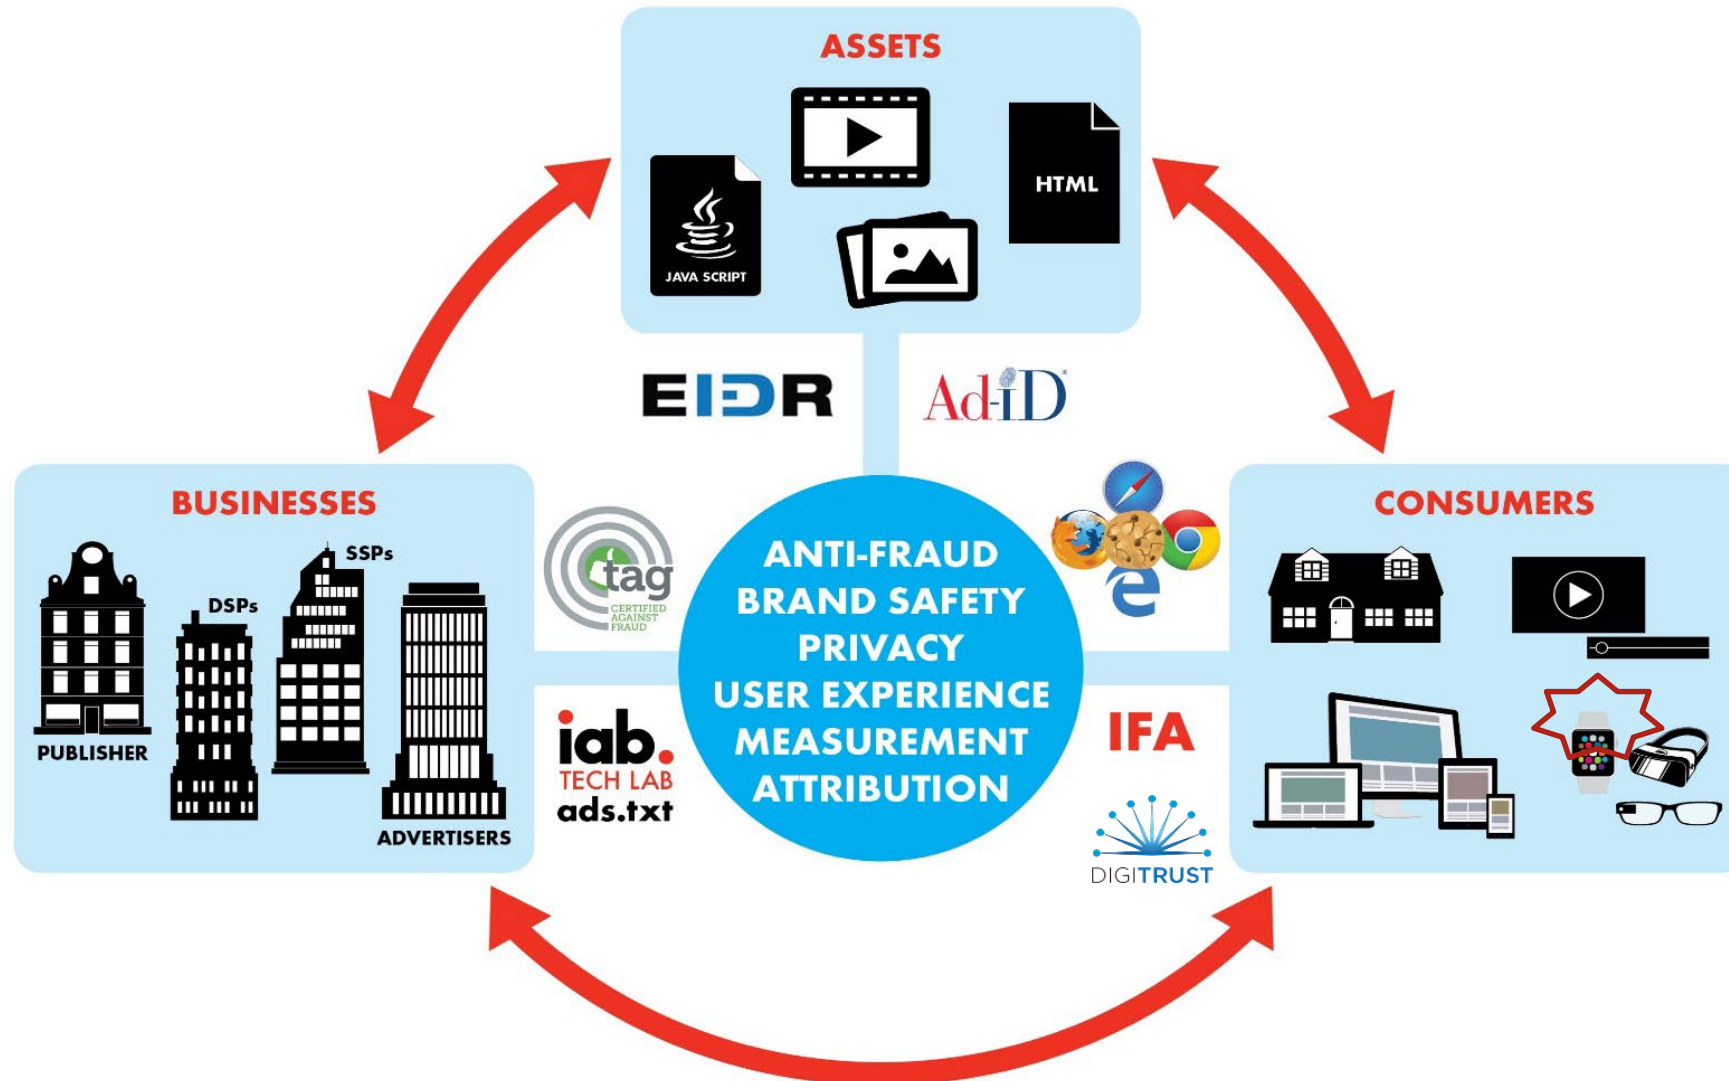 ASSETS
JAVA SCRIPT
HTML
EIDR
Ad-iD®
BUSINESSES
PUBLISHER
DSPs
SSPs
ADVERTISERS
tag
CERTIFIED
AGAINST
FRAUD
iab.
TECH LAB
ads.txt
ANTI-FRAUD
BRAND SAFETY
PRIVACY
USER EXPERIENCE
MEASUREMENT
ATTRIBUTION
CONSUMERS
IFA
DIGITRUST